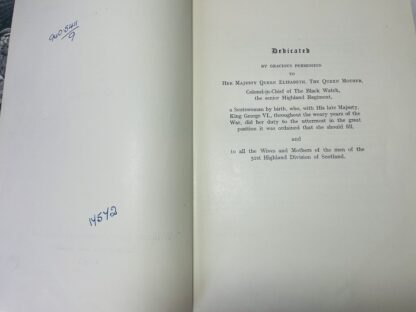 940.5411
9
14542
Dedicated
BY GRACIOUS PERMISSION
TO
HER MAJESTY QUEEN ELIZABETH, THE QUEEN MOTHER,
Colonel-in-Chief of The Black Watch,
the senior Highland Regiment,
a Scotswoman by birth, who, with His late Majesty,
King George VI., throughout the weary years of the
War, did her duty to the uttermost in the great
position it was ordained that she should fill,
and
to all the Wives and Mothers of the men of the
51st Highland Division of Scotland.